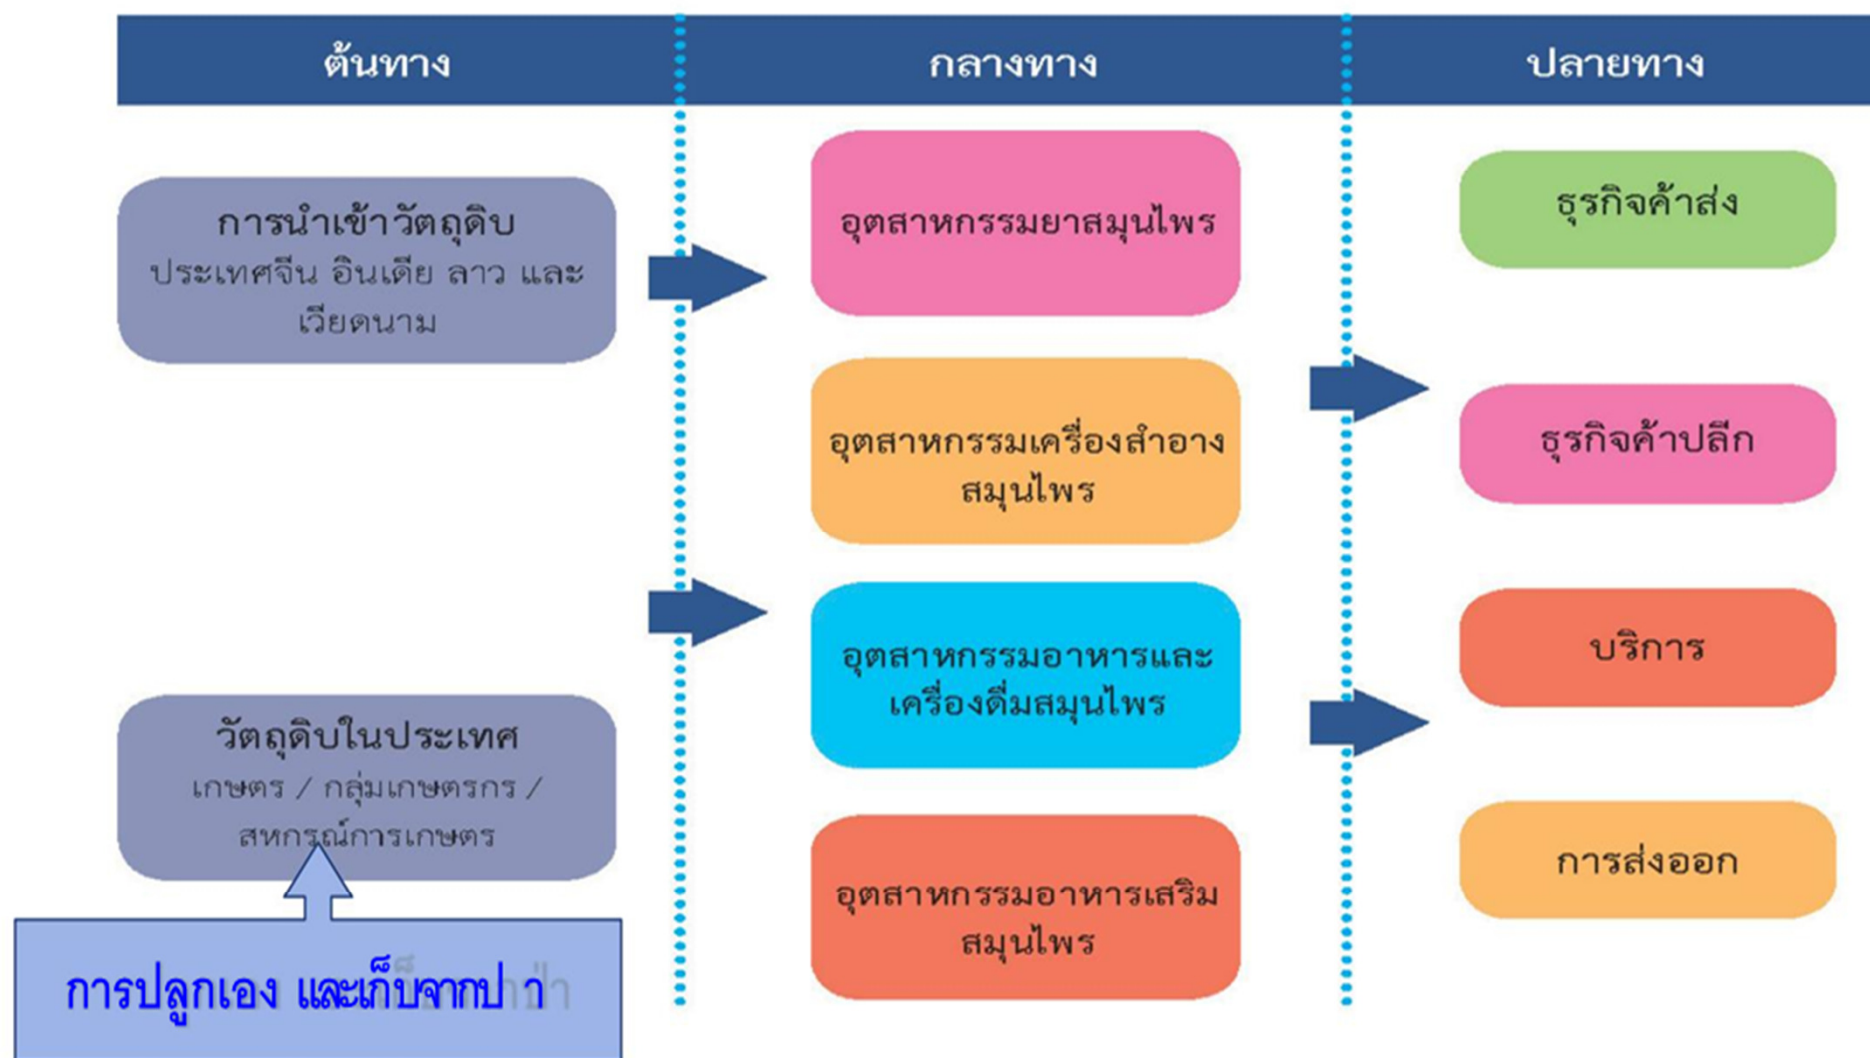 ต้นทาง
กลางทาง
ปลายทาง
การนำเข้าวัตถุดิบ
ประเทศจีน อินเดีย ลาว และ
เวียดนาม
วัตถุดิบในประเทศ
เกษตร / กลุ่มเกษตรกร /
สหกรณ์การเกษตร
การปลูกเอง และเก็บจากป่า
อุตสาหกรรมยาสมุนไพร
อุตสาหกรรมเครื่องสำอาง
สมุนไพร
อุตสาหกรรมอาหารและ
เครื่องดื่มสมุนไพร
อุตสาหกรรมอาหารเสริม
สมุนไพร
ธุรกิจค้าส่ง
ธุรกิจค้าปลีก
บริการ
การส่งออก